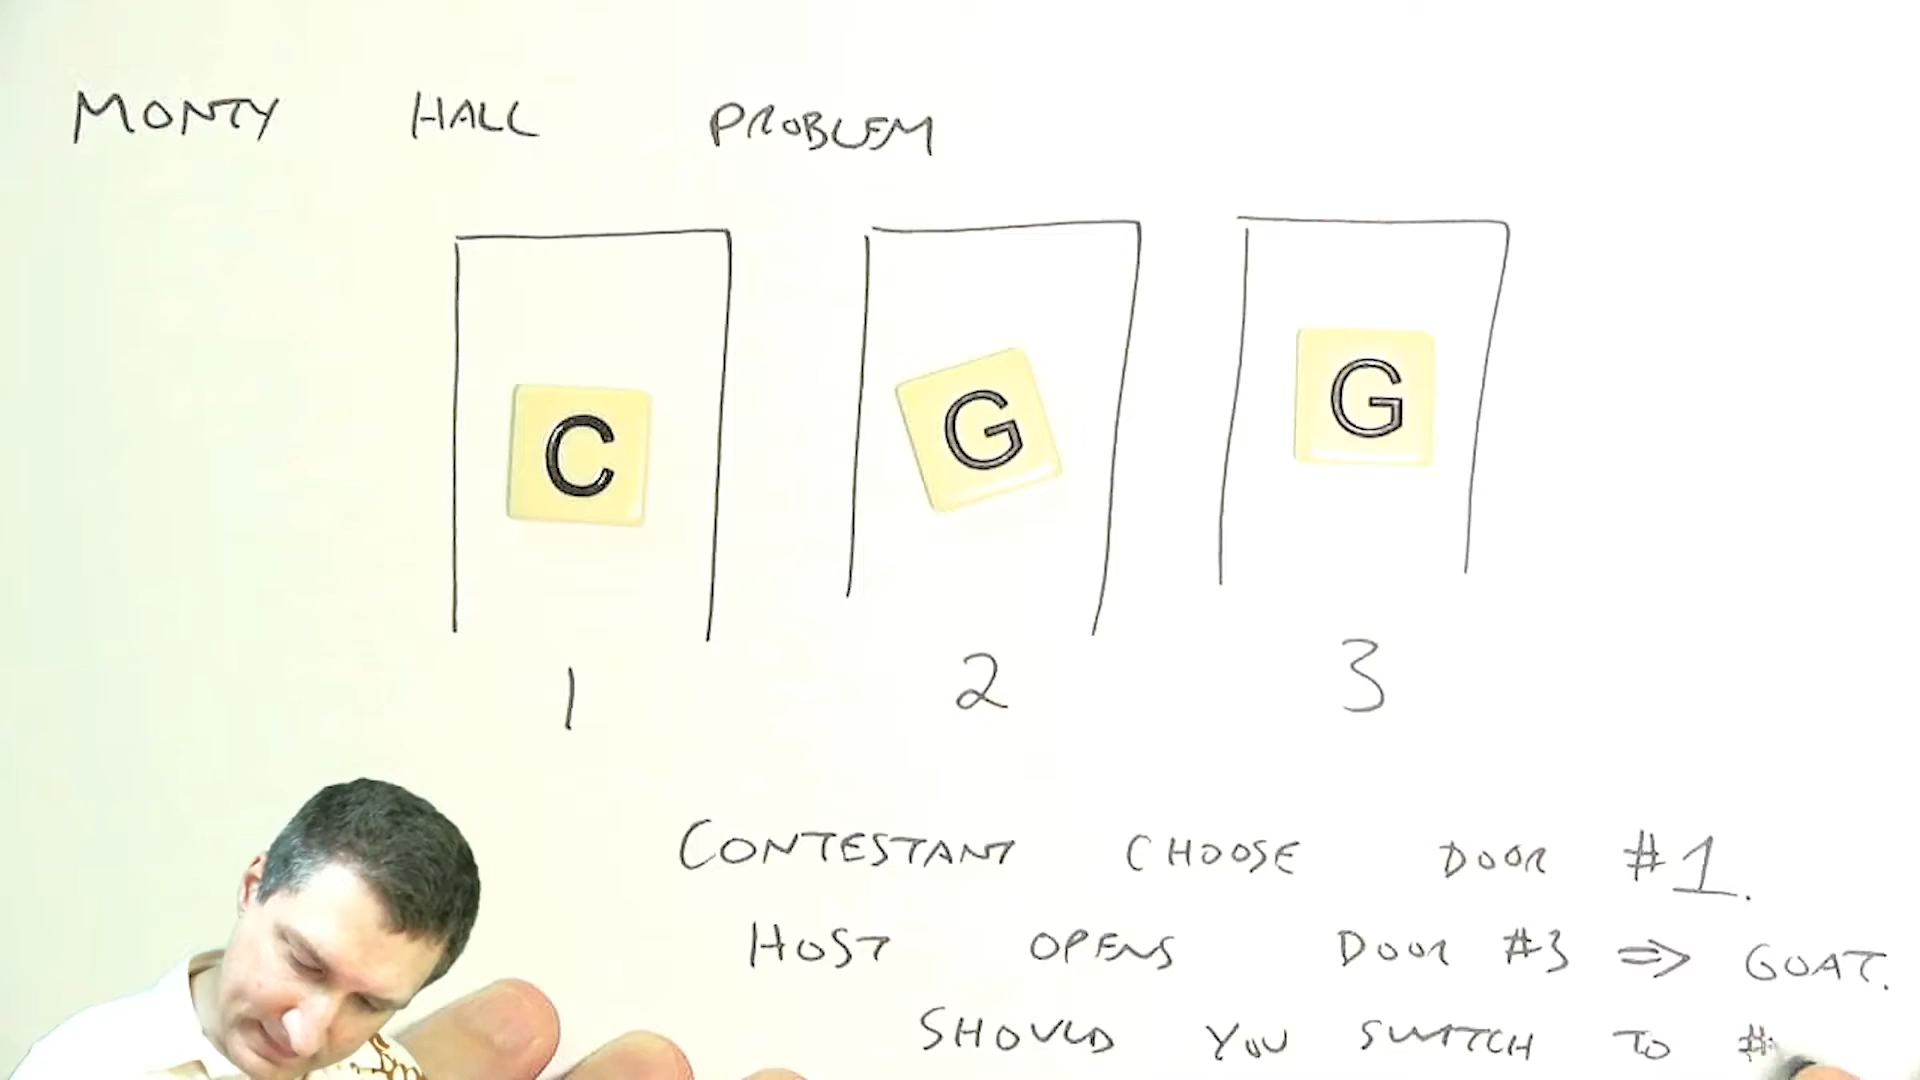 MONTY HALL PROBLEM
C G G
1 2 3
CONTESTANT CHOOSE DOOR #1.
HOST OPENS DOOR #3 => GOAT.
SHOULD YOU SWITCH TO #